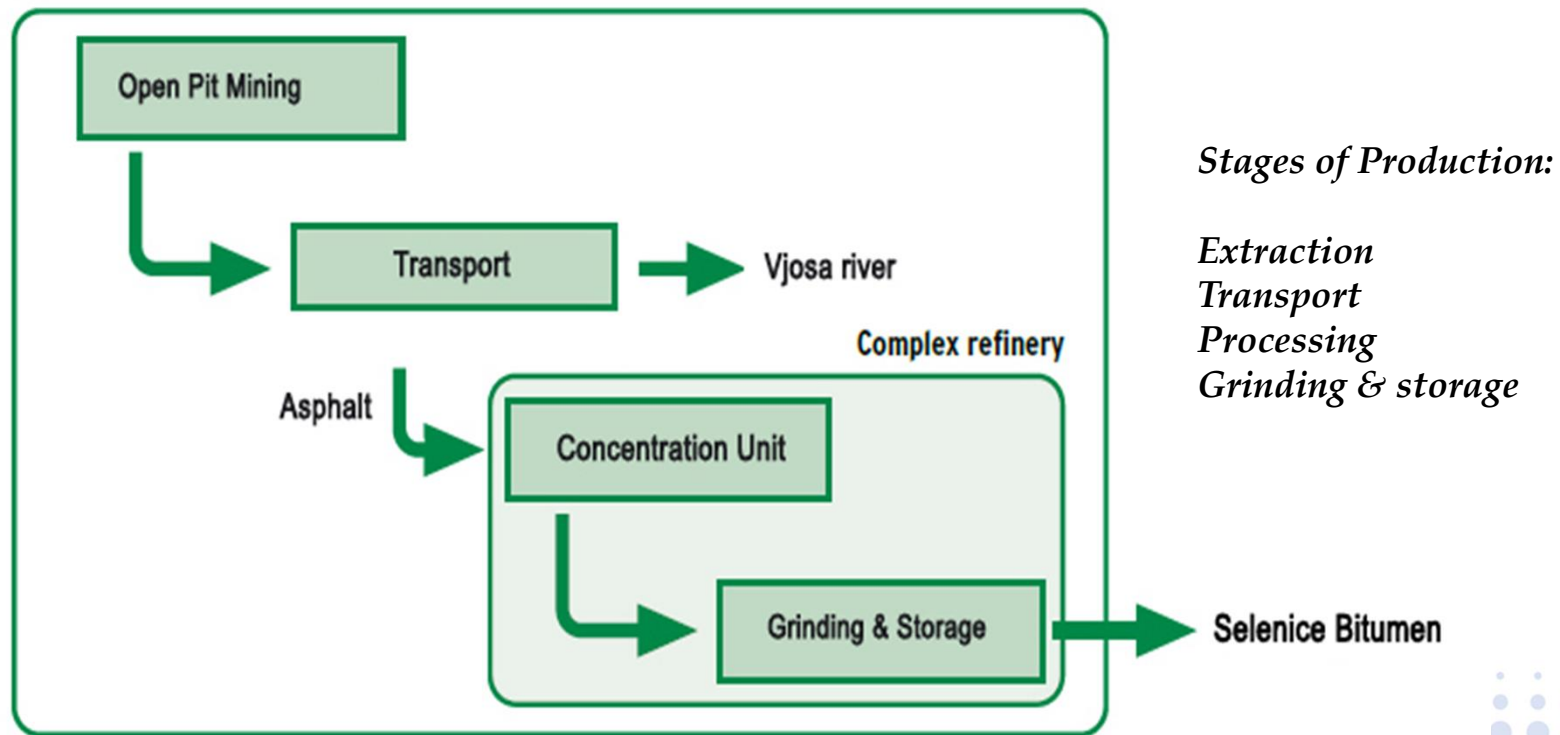 Open Pit Mining
Transport
Vjosa river
Complex refinery
Asphalt
Concentration Unit
Grinding & Storage
Selenice Bitumen
Stages of Production:
Extraction
Transport
Processing
Grinding & storage